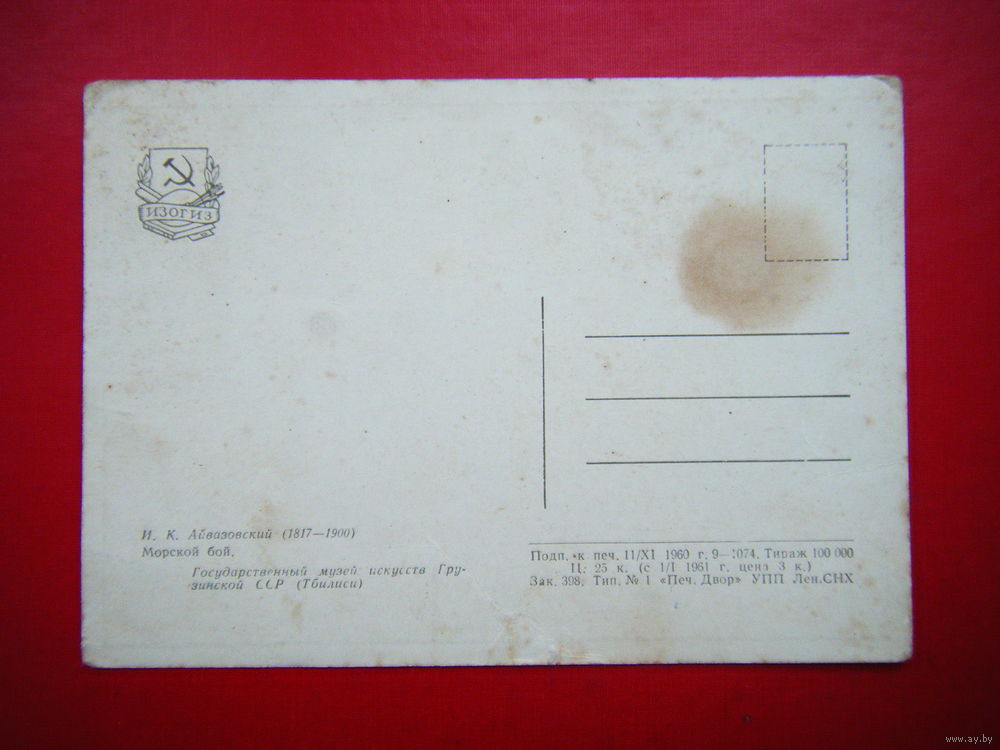 ИЗОГИЗ
И. К. Айвазовский (1817—1900)
Морской бой.
Государственный музей искусств Гру-
зинской ССР (Тбилиси)
Подп. к печ. 11/XI 1960 г. 9—1074. Тираж 100 000
Ц. 25 к. (с 1/I 1961 г. цена 3 к.)
Зак. 398. Тип. № 1 «Печ. Двор» УПП Лен.СНХ
www.ay.by